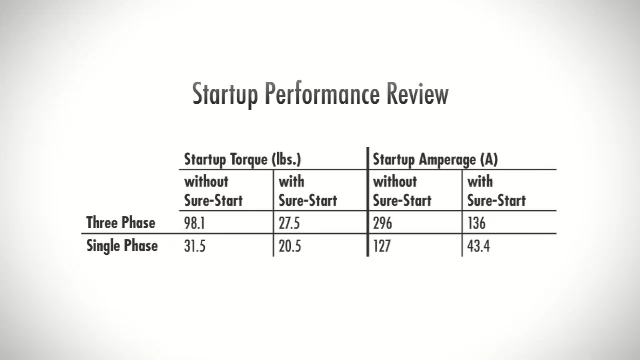 Startup Performance Review
Startup Torque (lbs.) Startup Amperage (A)
without with without with
Sure-Start Sure-Start Sure-Start Sure-Start
Three Phase 98.1 27.5 296 136
Single Phase 31.5 20.5 127 43.4